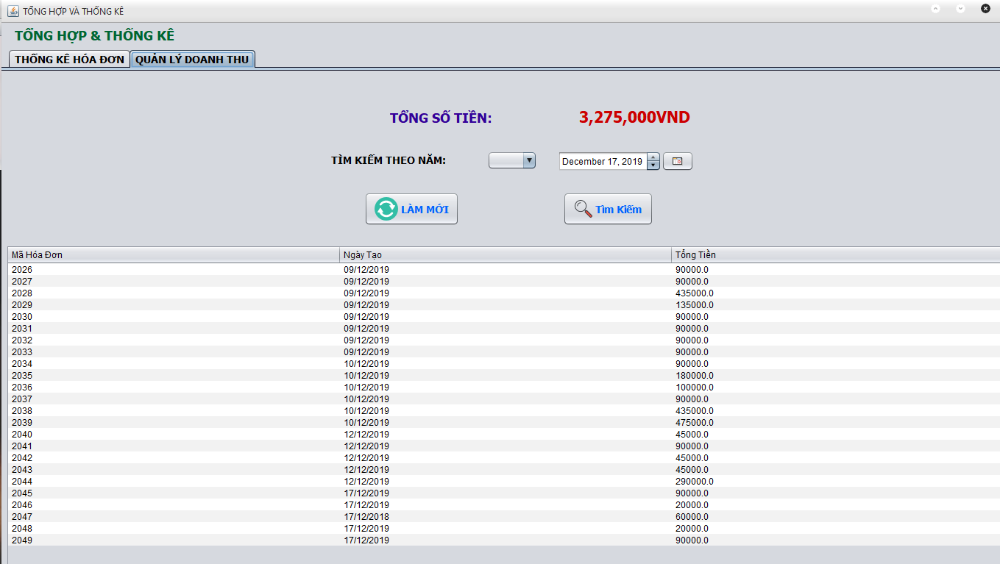 TỔNG HỢP VÀ THỐNG KÊ
TỔNG HỢP & THỐNG KÊ
THỐNG KÊ HÓA ĐƠN QUẢN LÝ DOANH THU
TỔNG SỐ TIỀN: 3,275,000VND
TÌM KIẾM THEO NĂM: December 17, 2019
LÀM MỚI Tìm Kiếm
Mã Hóa Đơn Ngày Tạo Tổng Tiền
2026 09/12/2019 90000.0
2027 09/12/2019 90000.0
2028 09/12/2019 435000.0
2029 09/12/2019 135000.0
2030 09/12/2019 90000.0
2031 09/12/2019 90000.0
2032 09/12/2019 90000.0
2033 09/12/2019 90000.0
2034 10/12/2019 90000.0
2035 10/12/2019 180000.0
2036 10/12/2019 100000.0
2037 10/12/2019 90000.0
2038 10/12/2019 435000.0
2039 10/12/2019 475000.0
2040 12/12/2019 45000.0
2041 12/12/2019 90000.0
2042 12/12/2019 45000.0
2043 12/12/2019 45000.0
2044 12/12/2019 290000.0
2045 17/12/2019 90000.0
2046 17/12/2019 20000.0
2047 17/12/2018 60000.0
2048 17/12/2019 20000.0
2049 17/12/2019 90000.0